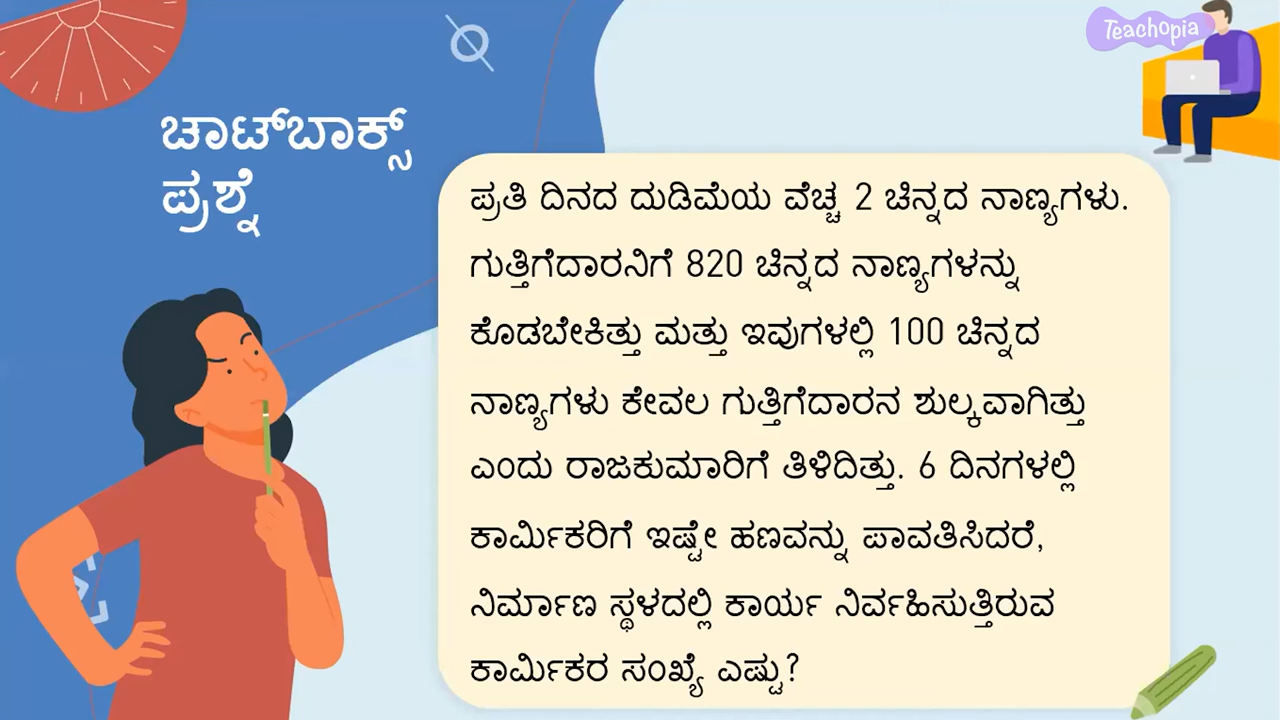 Teachopia
ಚಾಟ್‌ಬಾಕ್ಸ್
ಪ್ರಶ್ನೆ
ಪ್ರತಿ ದಿನದ ದುಡಿಮೆಯ ವೆಚ್ಚ 2 ಚಿನ್ನದ ನಾಣ್ಯಗಳು.
ಗುತ್ತಿಗೆದಾರನಿಗೆ 820 ಚಿನ್ನದ ನಾಣ್ಯಗಳನ್ನು
ಕೊಡಬೇಕಿತ್ತು ಮತ್ತು ಇವುಗಳಲ್ಲಿ 100 ಚಿನ್ನದ
ನಾಣ್ಯಗಳು ಕೇವಲ ಗುತ್ತಿಗೆದಾರನ ಶುಲ್ಕವಾಗಿತ್ತು
ಎಂದು ರಾಜಕುಮಾರಿಗೆ ತಿಳಿದಿತ್ತು. 6 ದಿನಗಳಲ್ಲಿ
ಕಾರ್ಮಿಕರಿಗೆ ಇಷ್ಟೇ ಹಣವನ್ನು ಪಾವತಿಸಿದರೆ,
ನಿರ್ಮಾಣ ಸ್ಥಳದಲ್ಲಿ ಕಾರ್ಯ ನಿರ್ವಹಿಸುತ್ತಿರುವ
ಕಾರ್ಮಿಕರ ಸಂಖ್ಯೆ ಎಷ್ಟು?